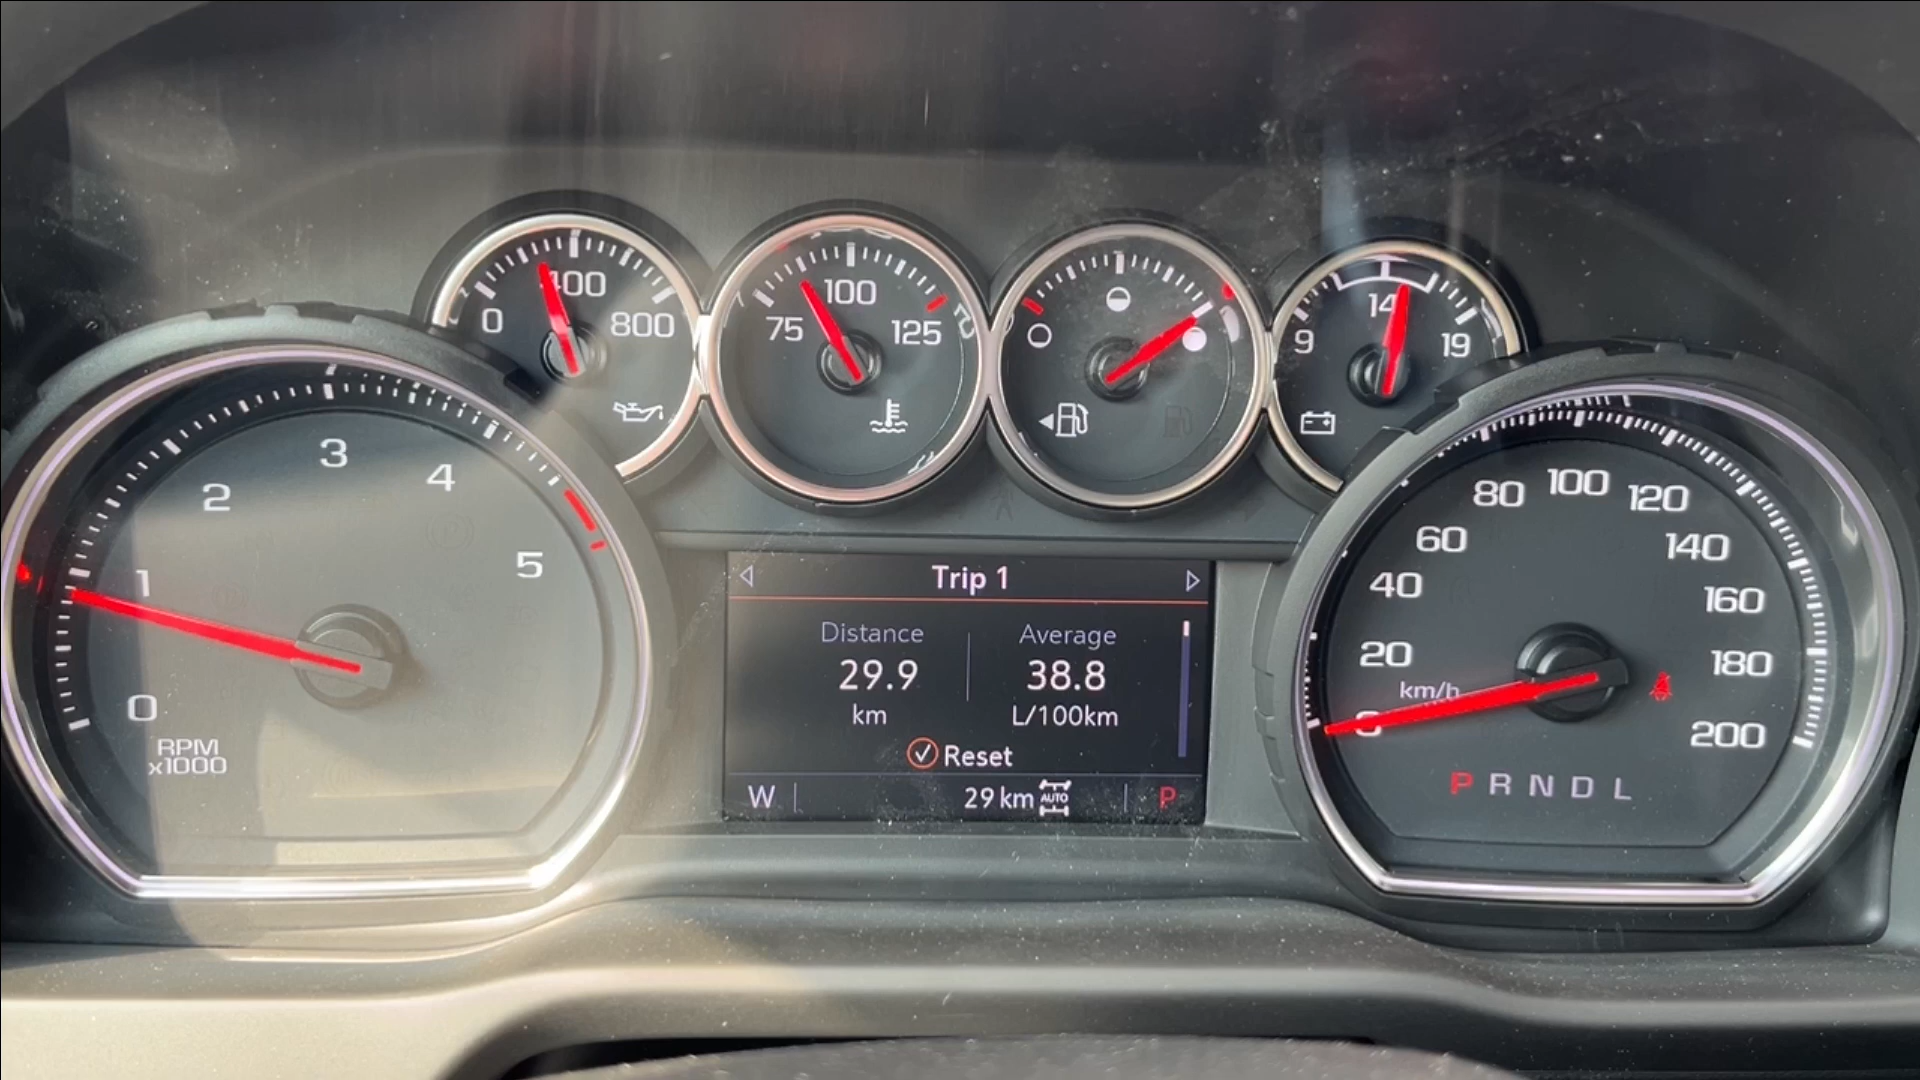 400
0
800
100
75
125
14
9
19
3
2
4
1
5
0
RPM
x1000
Trip 1
Distance
Average
29.9
38.8
km
L/100km
Reset
W
29 km
AUTO
P
100
80
120
60
140
40
160
20
180
km/h
0
200
P R N D L